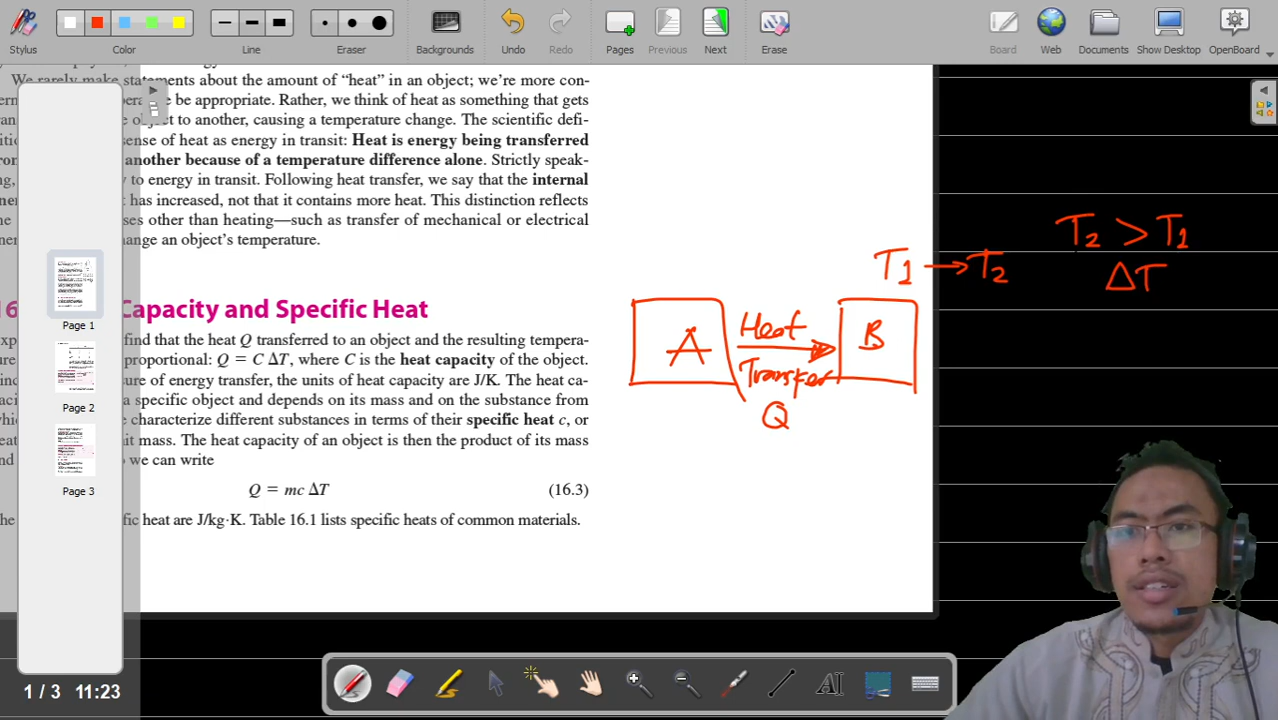 Stylus
Color
Line
Eraser
Backgrounds
Undo
Redo
Pages
Previous
Next
Erase
Board
Web
Documents
Show Desktop
OpenBoard
We rarely make statements about the amount of “heat” in an object; we’re more con-
be appropriate. Rather, we think of heat as something that gets
to another, causing a temperature change. The scientific defi-
sense of heat as energy in transit: Heat is energy being transferred
another because of a temperature difference alone. Strictly speak-
to energy in transit. Following heat transfer, we say that the internal
has increased, not that it contains more heat. This distinction reflects
other than heating—such as transfer of mechanical or electrical
an object’s temperature.
T2 > T1
ΔT
T1 → T2
A
Heat
Transfer
Q
B
Capacity and Specific Heat
find that the heat Q transferred to an object and the resulting tempera-
proportional: Q = C ΔT, where C is the heat capacity of the object.
of energy transfer, the units of heat capacity are J/K. The heat ca-
a specific object and depends on its mass and on the substance from
characterize different substances in terms of their specific heat c, or
mass. The heat capacity of an object is then the product of its mass
we can write
Q = mc ΔT (16.3)
heat are J/kg·K. Table 16.1 lists specific heats of common materials.
Page 1
Page 2
Page 3
1 / 3 11:23